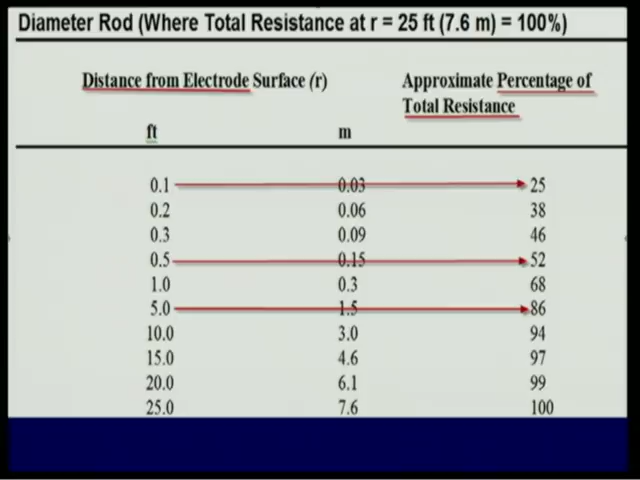 Diameter Rod (Where Total Resistance at r = 25 ft (7.6 m) = 100%)
Distance from Electrode Surface (r) Approximate Percentage of
Total Resistance
ft m
0.1 0.03 25
0.2 0.06 38
0.3 0.09 46
0.5 0.15 52
1.0 0.3 68
5.0 1.5 86
10.0 3.0 94
15.0 4.6 97
20.0 6.1 99
25.0 7.6 100